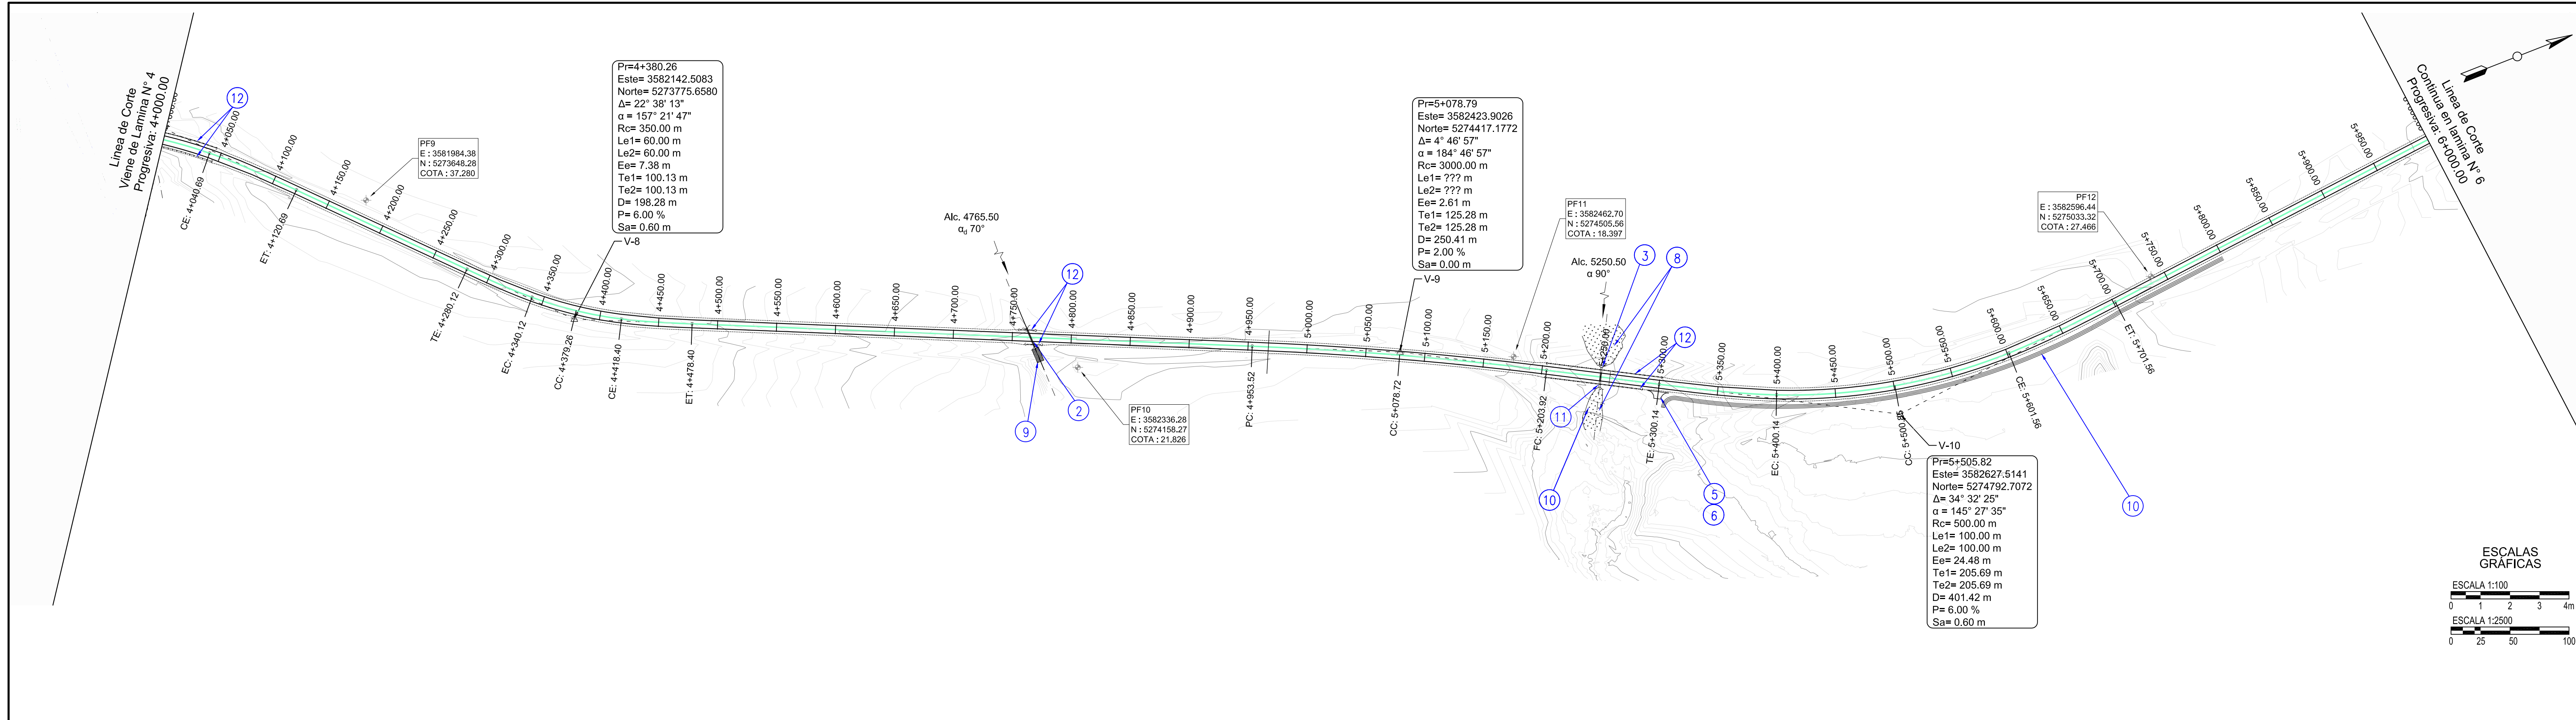 Linea de Corte
Viene de Lamina N° 4
Progresiva: 4+000.00
12
4+050.00
4+100.00
4+150.00
4+200.00
4+250.00
4+300.00
4+350.00
4+400.00
4+450.00
4+500.00
4+550.00
4+600.00
4+650.00
4+700.00
4+750.00
4+800.00
4+850.00
4+900.00
4+950.00
5+000.00
5+050.00
5+100.00
5+150.00
5+200.00
5+250.00
5+300.00
5+350.00
5+400.00
5+450.00
5+500.00
5+550.00
5+600.00
5+650.00
5+700.00
5+750.00
5+800.00
5+850.00
5+900.00
5+950.00
CE: 4+040.69
ET: 4+120.69
TE: 4+280.12
EC: 4+340.12
CC: 4+379.26
CE: 4+418.40
ET: 4+478.40
PC: 4+953.52
CC: 5+078.72
FC: 5+203.92
TE: 5+300.14
EC: 5+400.14
CC: 5+500.85
CE: 5+601.56
ET: 5+701.56
PF9
E : 3581984.38
N : 5273648.28
COTA : 37.280
Pr=4+380.26
Este= 3582142.5083
Norte= 5273775.6580
Δ= 22° 38' 13"
α = 157° 21' 47"
Rc= 350.00 m
Le1= 60.00 m
Le2= 60.00 m
Ee= 7.38 m
Te1= 100.13 m
Te2= 100.13 m
D= 198.28 m
P= 6.00 %
Sa= 0.60 m
V-8
Alc. 4765.50
αd 70°
12
2
9
PF10
E : 3582336.28
N : 5274158.27
COTA : 21.826
Pr=5+078.79
Este= 3582423.9026
Norte= 5274417.1772
Δ= 4° 46' 57"
α = 184° 46' 57"
Rc= 3000.00 m
Le1= ??? m
Le2= ??? m
Ee= 2.61 m
Te1= 125.28 m
Te2= 125.28 m
D= 250.41 m
P= 2.00 %
Sa= 0.00 m
V-9
PF11
E : 3582462.70
N : 5274505.56
COTA : 18.397
Alc. 5250.50
α 90°
3
8
12
11
10
5
6
V-10
Pr=5+505.82
Este= 3582627.5141
Norte= 5274792.7072
Δ= 34° 32' 25"
α = 145° 27' 35"
Rc= 500.00 m
Le1= 100.00 m
Le2= 100.00 m
Ee= 24.48 m
Te1= 205.69 m
Te2= 205.69 m
D= 401.42 m
P= 6.00 %
Sa= 0.60 m
10
PF12
E : 3582596.44
N : 5275033.32
COTA : 27.466
Linea de Corte
Continua en lamina N° 6
Progresiva: 6+000.00
ESCALAS
GRÁFICAS
ESCALA 1:100
0 1 2 3 4m
ESCALA 1:2500
0 25 50 100